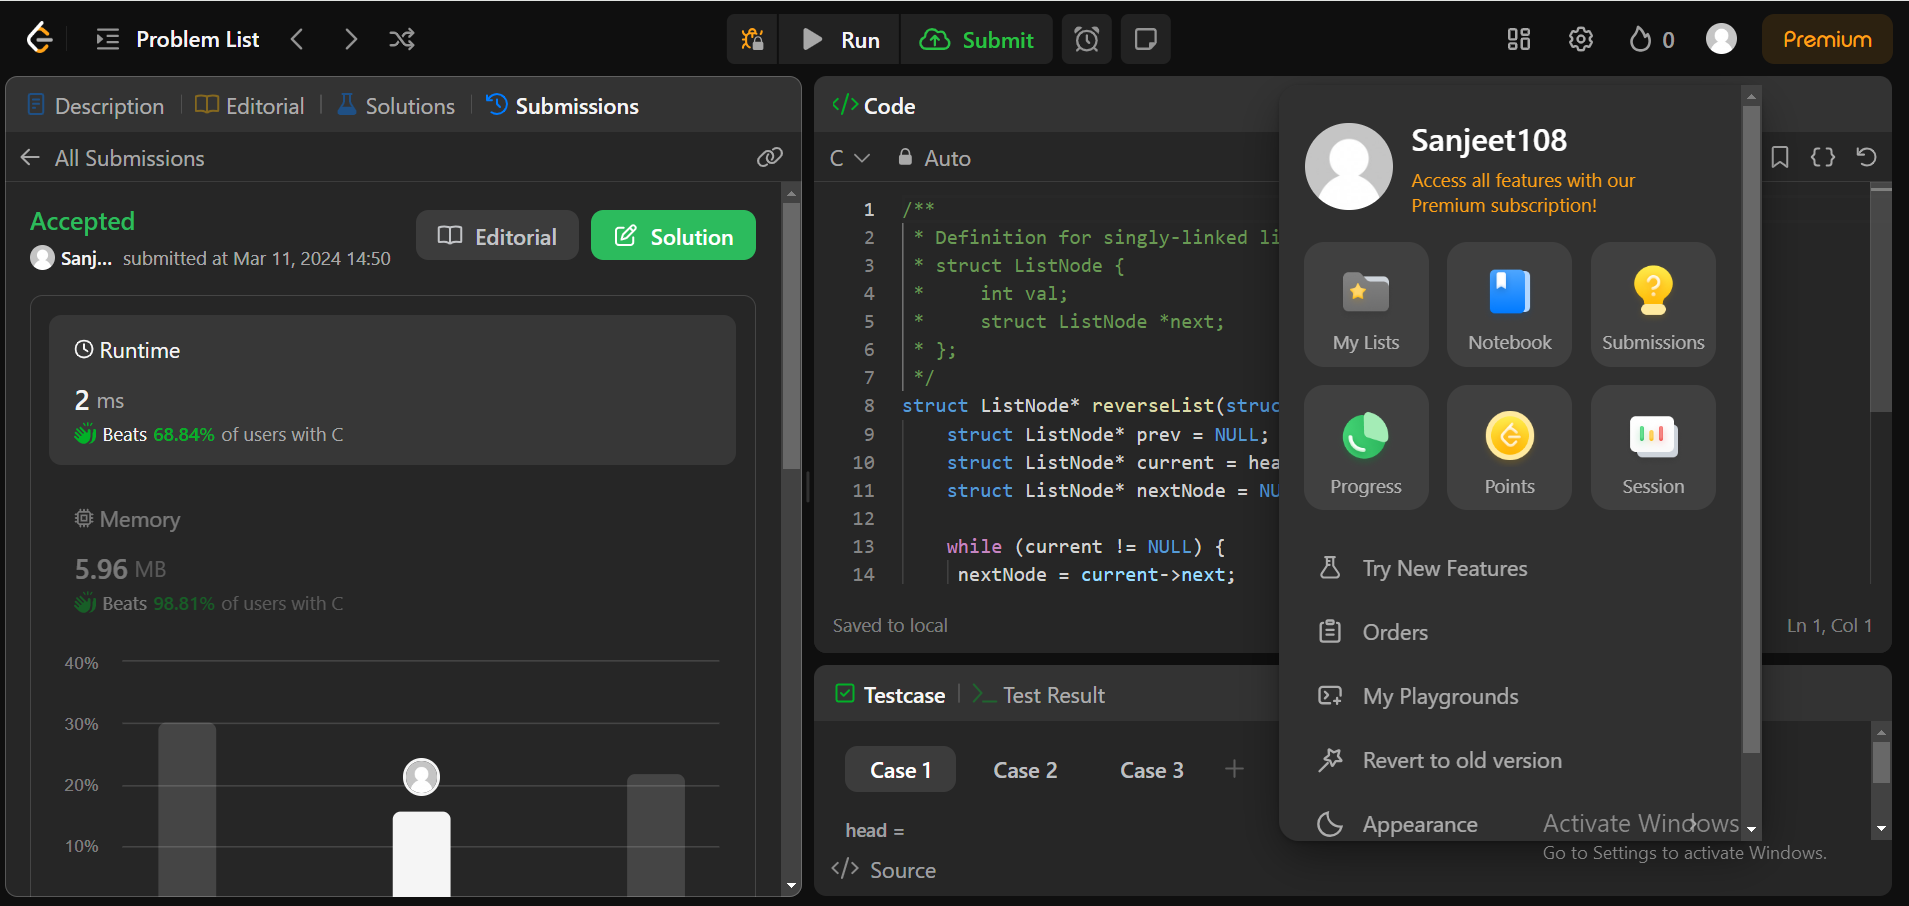 Problem List
Run
Submit
0
Premium
Description
Editorial
Solutions
Submissions
All Submissions
Accepted
Sanj... submitted at Mar 11, 2024 14:50
Editorial
Solution
Runtime
2 ms
Beats 68.84% of users with C
Memory
5.96 MB
Beats 98.81% of users with C
40%
30%
20%
10%
</> Code
C
Auto
1 /**
2 * Definition for singly-linked li
3 * struct ListNode {
4 *     int val;
5 *     struct ListNode *next;
6 * };
7 */
8 struct ListNode* reverseList(struc
9     struct ListNode* prev = NULL;
10     struct ListNode* current = hea
11     struct ListNode* nextNode = NU
12
13     while (current != NULL) {
14      nextNode = current->next;
Saved to local
Ln 1, Col 1
Testcase
>_ Test Result
Case 1
Case 2
Case 3
+
head =
</> Source
Sanjeet108
Access all features with our
Premium subscription!
My Lists
Notebook
Submissions
Progress
Points
Session
Try New Features
Orders
My Playgrounds
Revert to old version
Appearance
Activate Windows
Go to Settings to activate Windows.